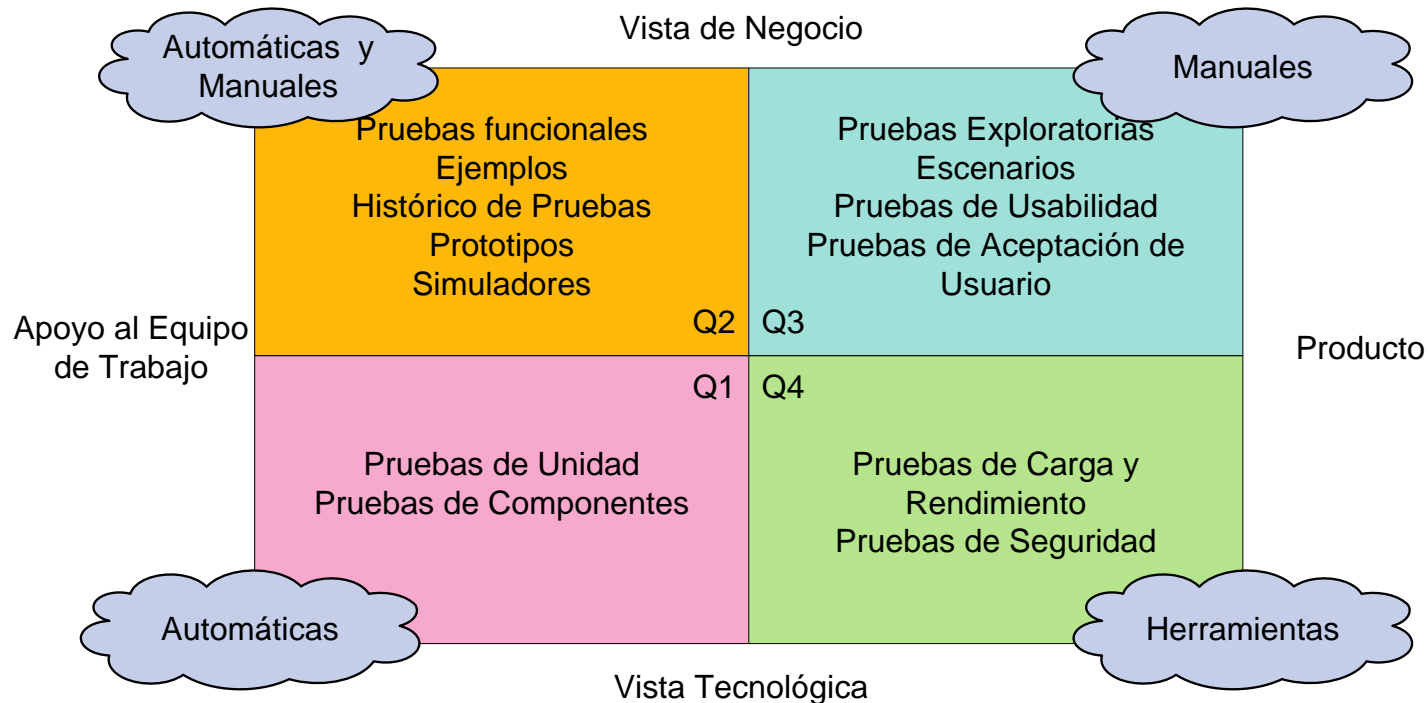 Vista de Negocio
Automáticas y
Manuales
Manuales
Pruebas funcionales
Ejemplos
Histórico de Pruebas
Prototipos
Simuladores
Q2
Pruebas Exploratorias
Escenarios
Pruebas de Usabilidad
Pruebas de Aceptación de
Usuario
Q3
Apoyo al Equipo
de Trabajo
Producto
Q1
Pruebas de Unidad
Pruebas de Componentes
Q4
Pruebas de Carga y
Rendimiento
Pruebas de Seguridad
Automáticas
Herramientas
Vista Tecnológica